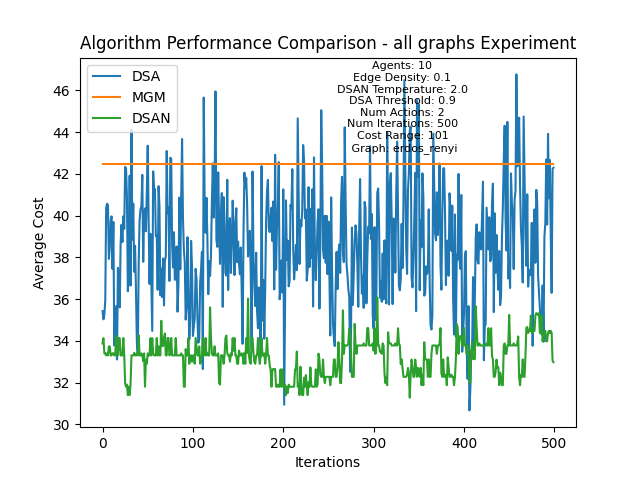 Algorithm Performance Comparison - all graphs Experiment
DSA
MGM
DSAN
Agents: 10
Edge Density: 0.1
DSAN Temperature: 2.0
DSA Threshold: 0.9
Num Actions: 2
Num Iterations: 500
Cost Range: 101
Graph: erdos_renyi
Average Cost
46
44
42
40
38
36
34
32
30
0
100
200
300
400
500
Iterations